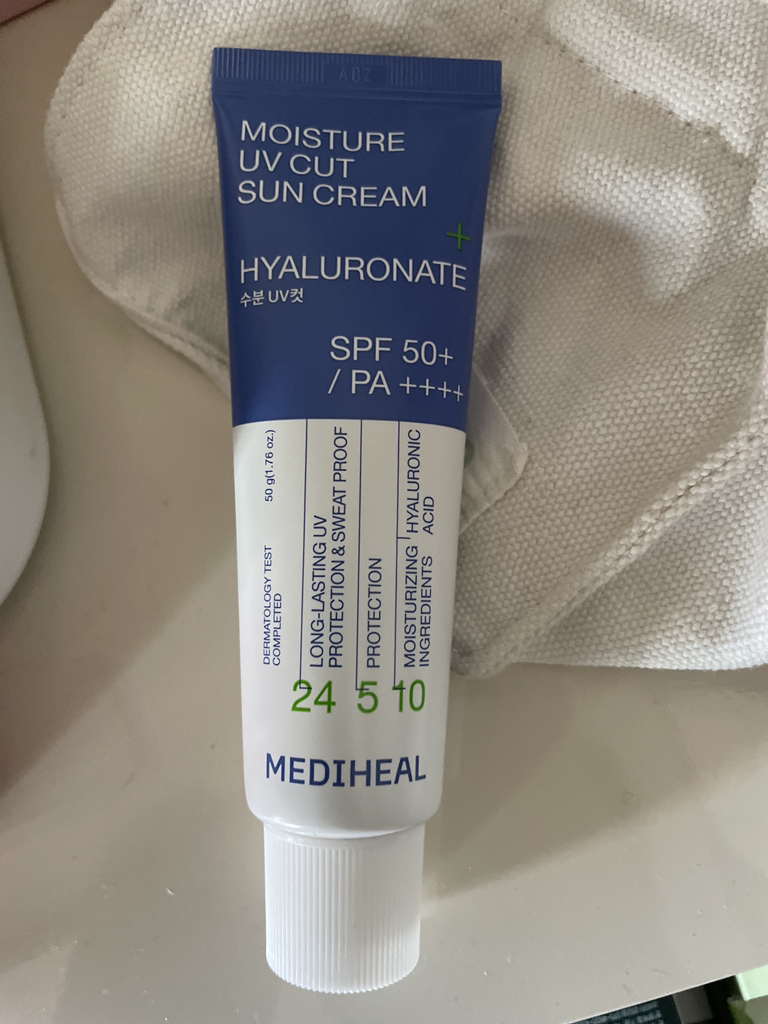 MOISTURE
UV CUT
SUN CREAM
+
HYALURONATE
수분 UV컷
SPF 50+
/ PA ++++
50 g(1.76 oz.)
DERMATOLOGY TEST
COMPLETED
LONG-LASTING UV
PROTECTION & SWEAT PROOF
PROTECTION
MOISTURIZING
INGREDIENTS
HYALURONIC
ACID
24 5 10
MEDIHEAL